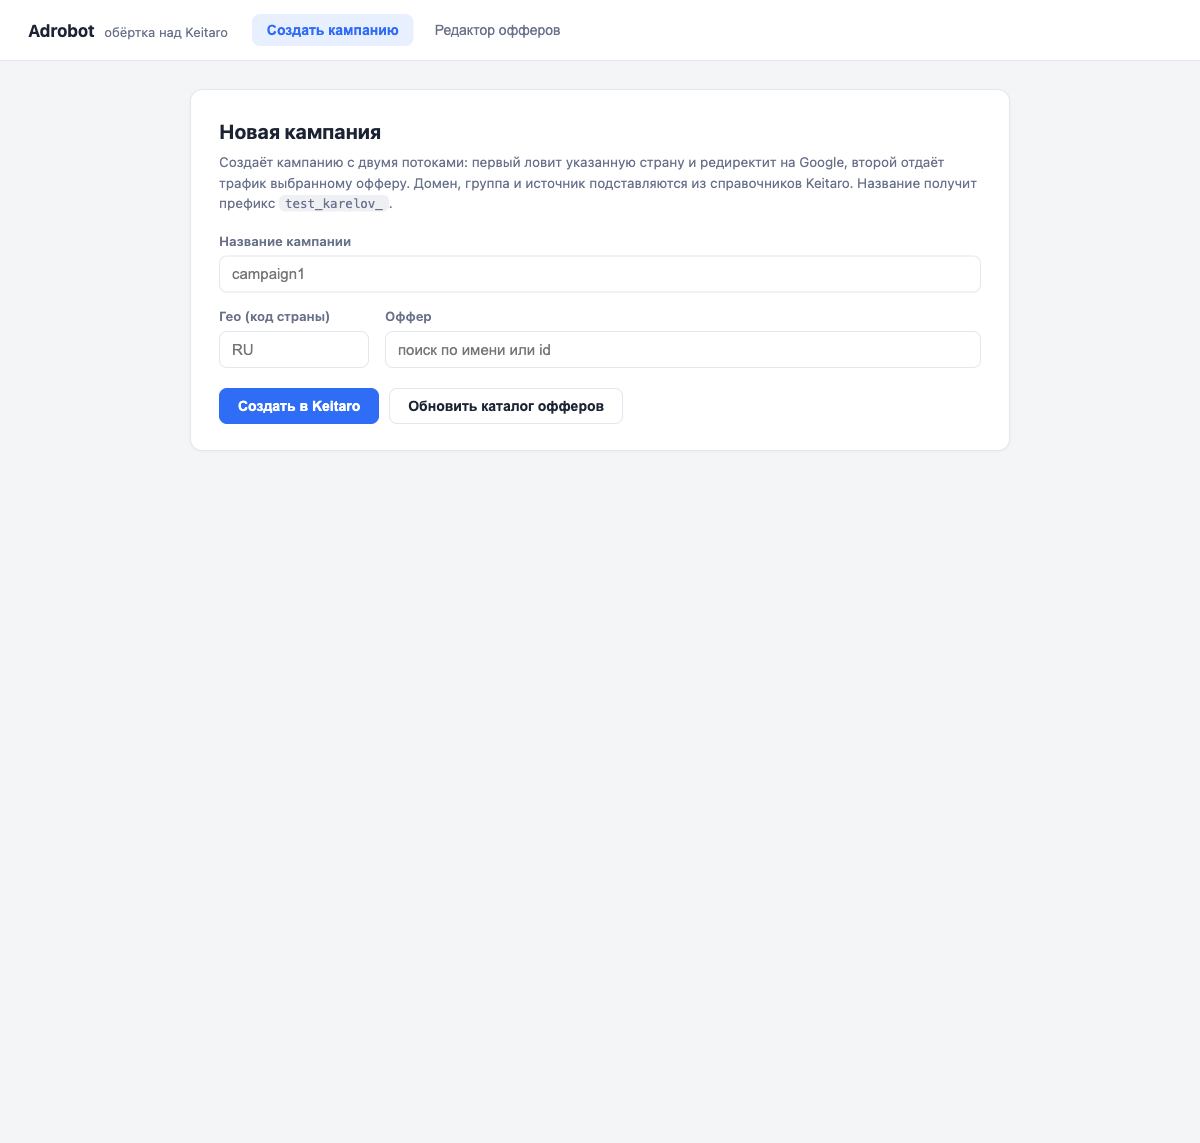 Adrobot обёртка над Keitaro Создать кампанию Редактор офферов
Новая кампания
Создаёт кампанию с двумя потоками: первый ловит указанную страну и редиректит на Google, второй отдаёт
трафик выбранному офферу. Домен, группа и источник подставляются из справочников Keitaro. Название получит
префикс test_karelov_.
Название кампании
campaign1
Гео (код страны) Оффер
RU поиск по имени или id
Создать в Keitaro Обновить каталог офферов